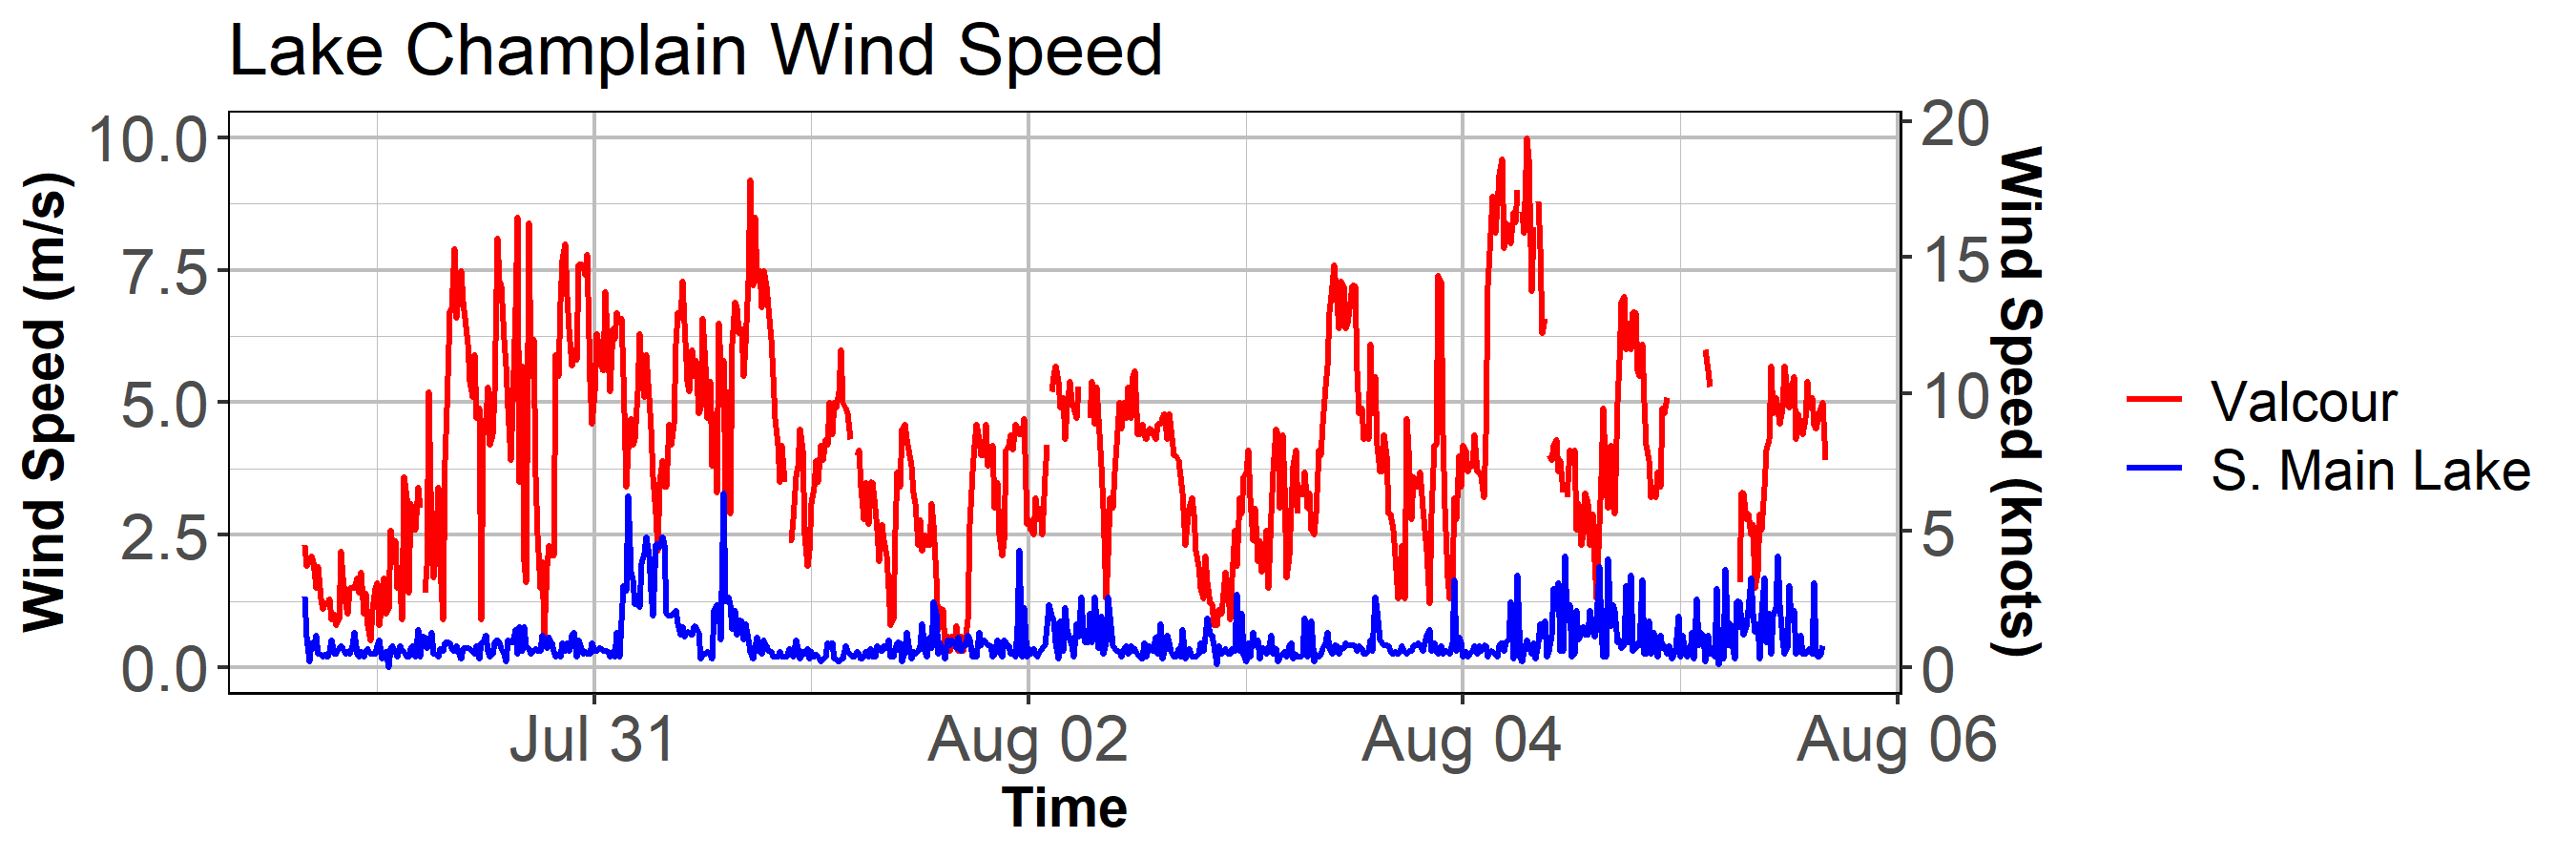 Lake Champlain Wind Speed
Wind Speed (m/s)
10.0
7.5
5.0
2.5
0.0
20
15
10
5
0
Wind Speed (knots)
Jul 31
Aug 02
Aug 04
Aug 06
Time
Valcour
S. Main Lake